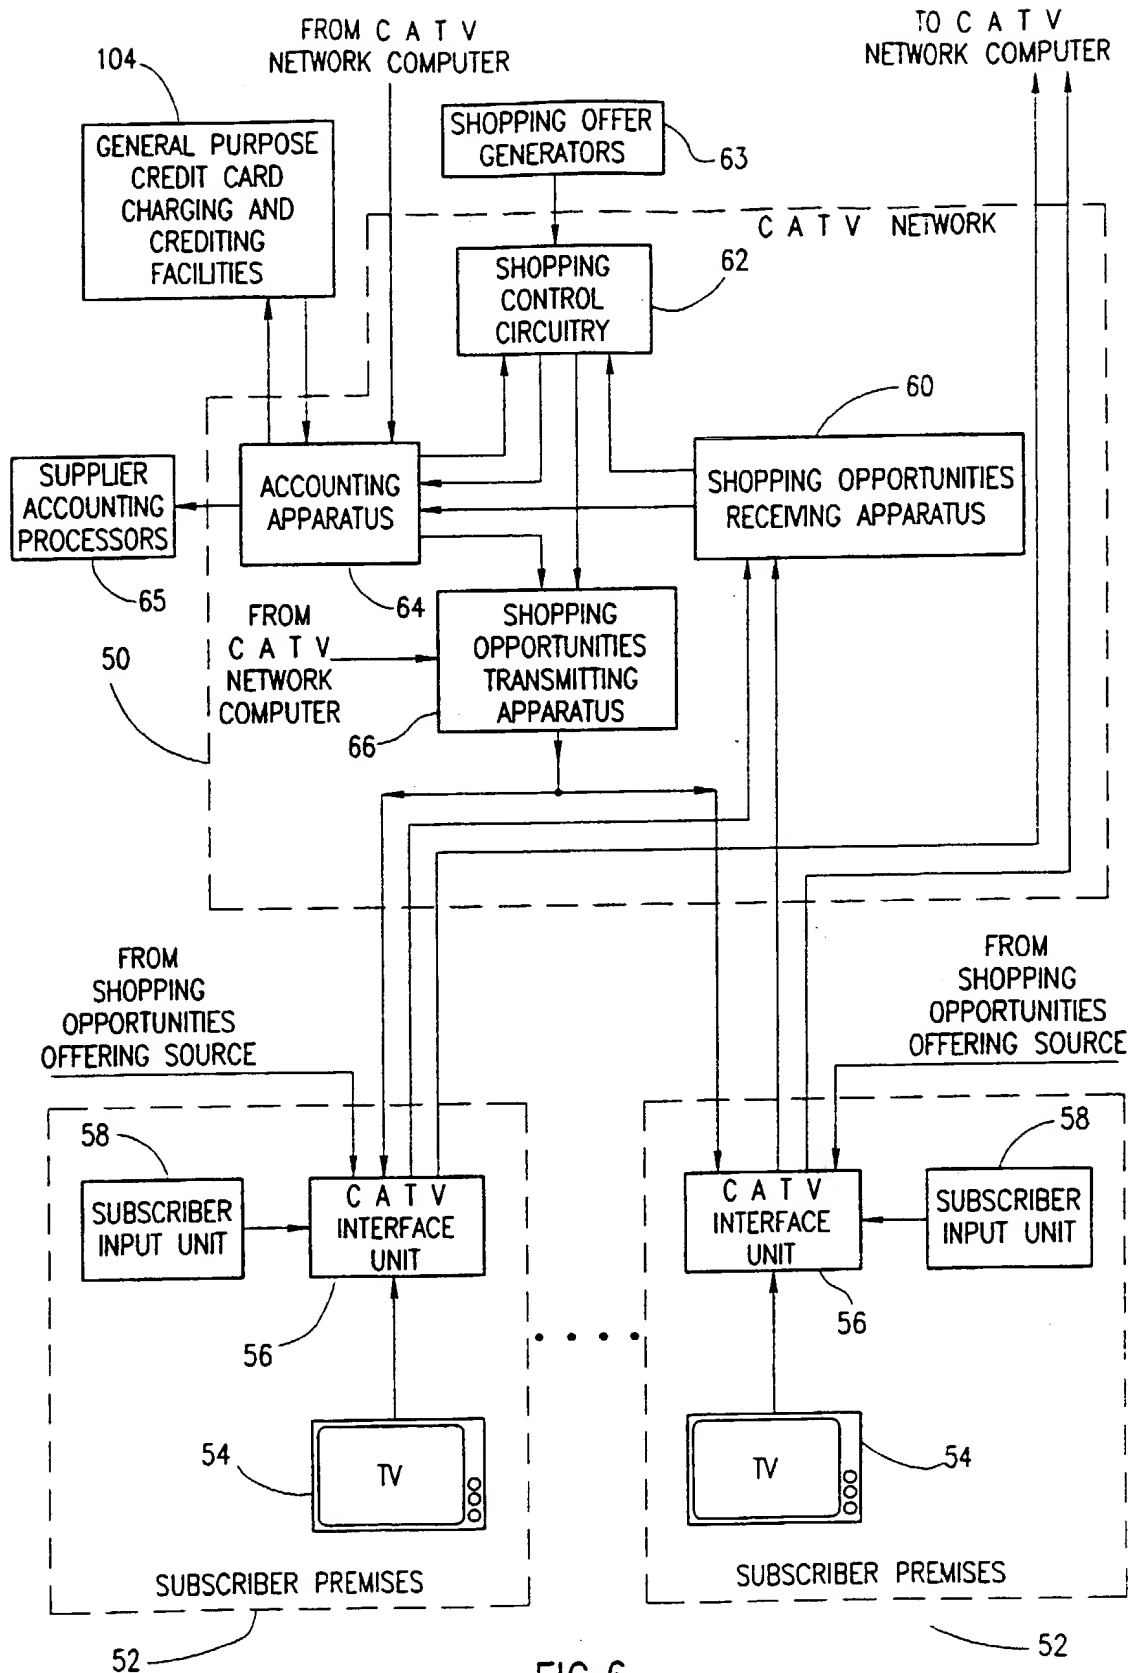 FROM C A T V
NETWORK COMPUTER
TO C A T V
NETWORK COMPUTER
104
GENERAL PURPOSE
CREDIT CARD
CHARGING AND
CREDITING
FACILITIES
SHOPPING OFFER
GENERATORS
63
C A T V NETWORK
SHOPPING
CONTROL
CIRCUITRY
62
60
SUPPLIER
ACCOUNTING
PROCESSORS
65
ACCOUNTING
APPARATUS
64
SHOPPING OPPORTUNITIES
RECEIVING APPARATUS
50
FROM
C A T V
NETWORK
COMPUTER
SHOPPING
OPPORTUNITIES
TRANSMITTING
APPARATUS
66
FROM
SHOPPING
OPPORTUNITIES
OFFERING SOURCE
FROM
SHOPPING
OPPORTUNITIES
OFFERING SOURCE
58
SUBSCRIBER
INPUT UNIT
C A T V
INTERFACE
UNIT
56
54
TV
SUBSCRIBER PREMISES
52
C A T V
INTERFACE
UNIT
58
SUBSCRIBER
INPUT UNIT
56
TV
54
SUBSCRIBER PREMISES
52
FIG.6